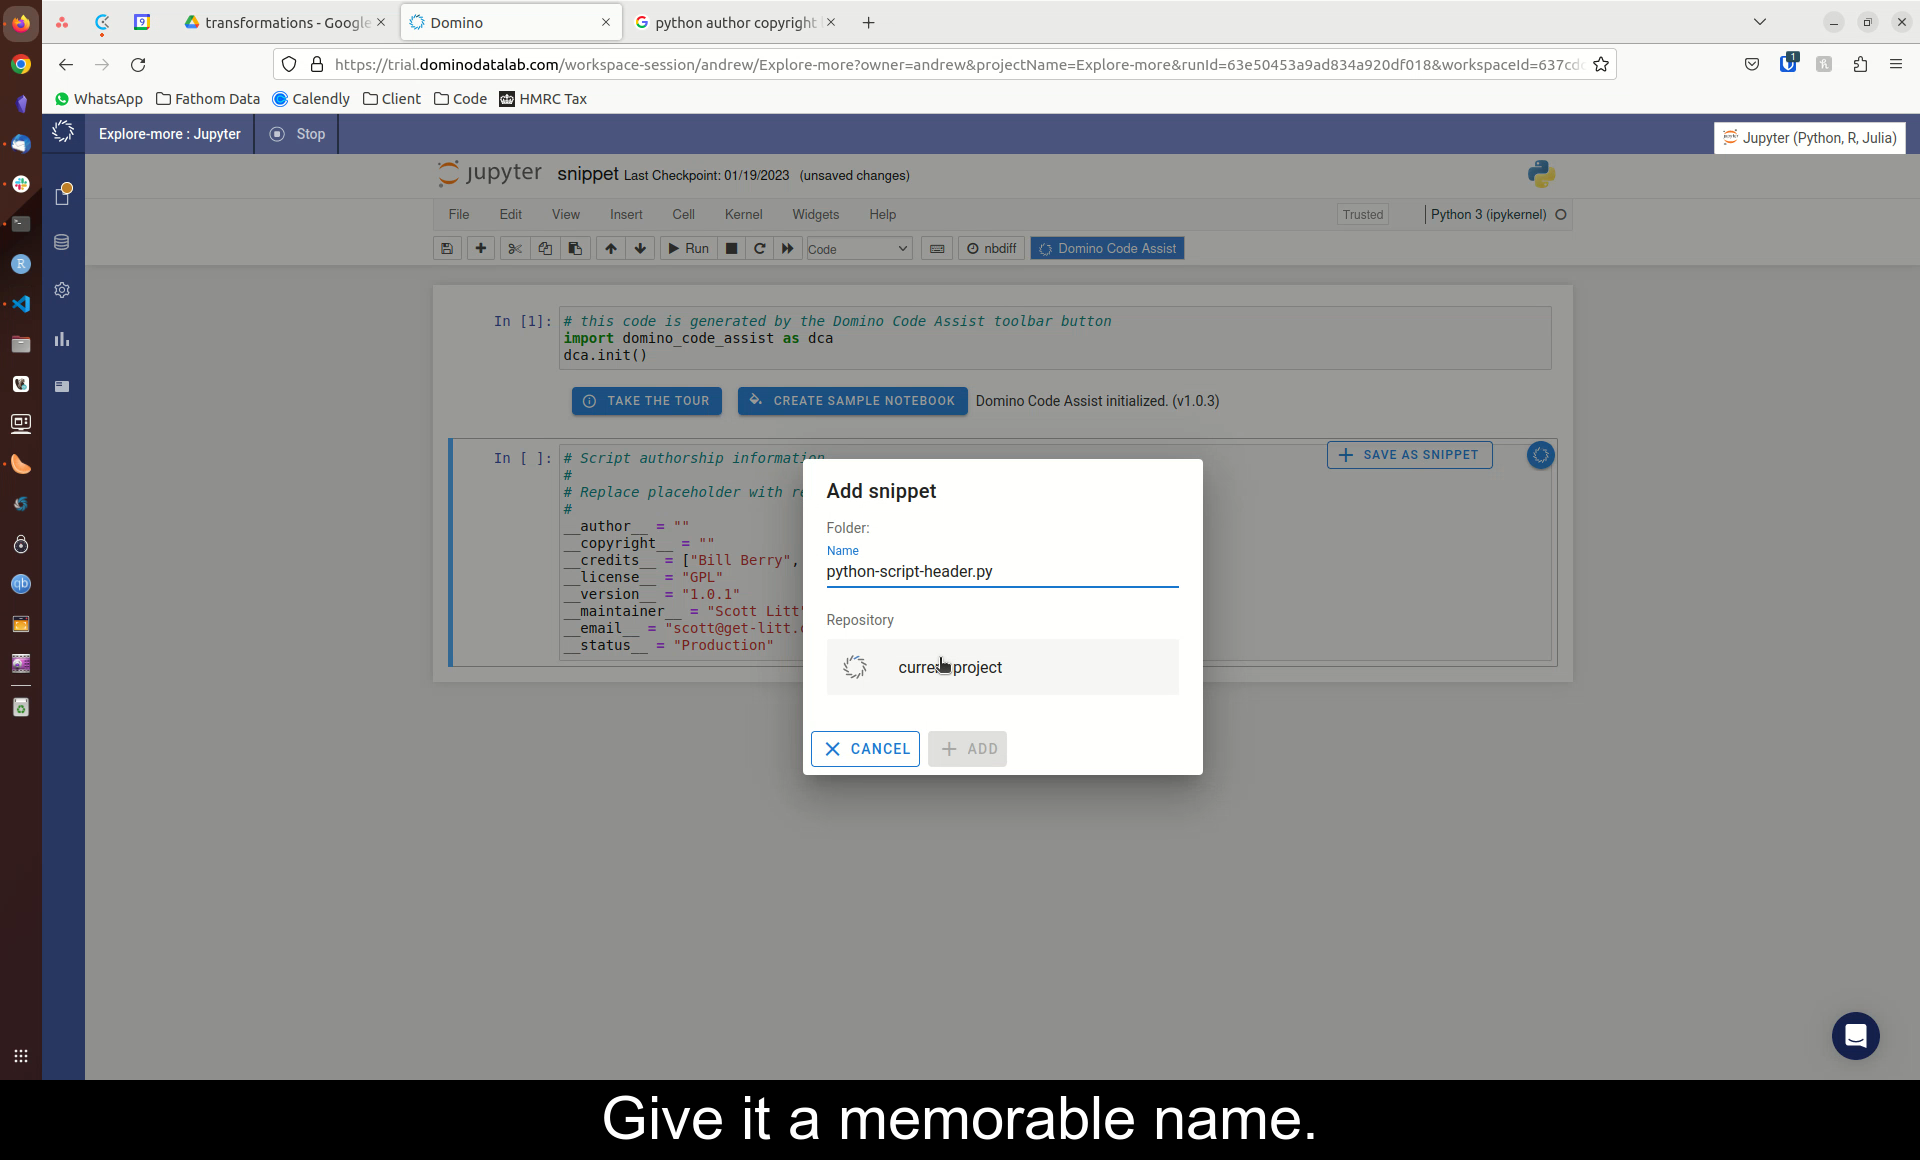 transformations - Google
Domino
python author copyright
https://trial.dominodatalab.com/workspace-session/andrew/Explore-more?owner=andrew&projectName=Explore-more&runId=63e50453a9ad834a920df018&workspaceId=637cd
WhatsApp
Fathom Data
Calendly
Client
Code
HMRC Tax
Explore-more : Jupyter
Stop
Jupyter (Python, R, Julia)
jupyter snippet Last Checkpoint: 01/19/2023 (unsaved changes)
File Edit View Insert Cell Kernel Widgets Help
Trusted
Python 3 (ipykernel)
Run
Code
nbdiff
Domino Code Assist
In [1]:
# this code is generated by the Domino Code Assist toolbar button
import domino_code_assist as dca
dca.init()
TAKE THE TOUR
CREATE SAMPLE NOTEBOOK
Domino Code Assist initialized. (v1.0.3)
In [ ]:
# Script authorship information
#
# Replace placeholder with
#
__author__ = ""
__copyright__ = ""
__credits__ = ["Bill Berry",
__license__ = "GPL"
__version__ = "1.0.1"
__maintainer__ = "Scott Litt"
__email__ = "scott@get-litt.
__status__ = "Production"
SAVE AS SNIPPET
Add snippet
Folder:
Name
python-script-header.py
Repository
current project
CANCEL
ADD
Give it a memorable name.